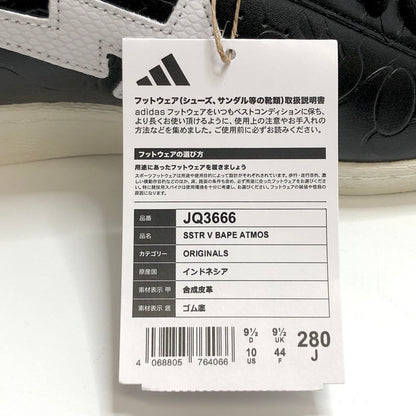 フットウェア(シューズ、サンダル等の靴類)取扱説明書
adidas フットウェアをいつもベストコンディションに保ち、
より長くお使い頂けるように、使用上の注意やお手入れ
の方法などを集めました。ご使用前に必ずお読みください。
フットウェアの選び方
用途にあったフットウェアを履きましょう
品番 JQ3666
品名 SSTR V BAPE ATMOS
カテゴリー ORIGINALS
原産国 インドネシア
素材表示 甲 合成皮革
素材表示 底 ゴム底
4 068805 764066
9½ D 9½ UK
10 US 44 F
280 J